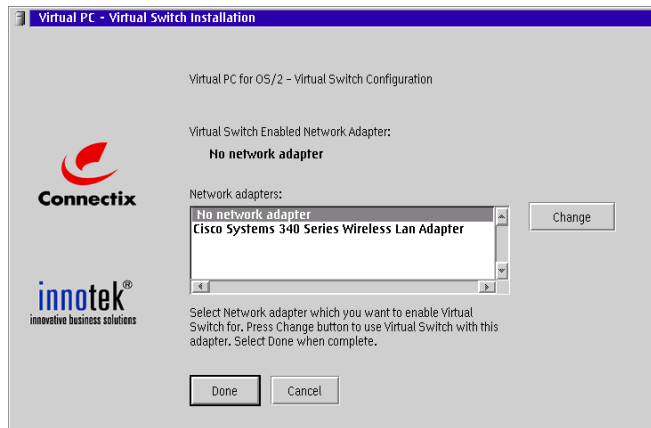 Virtual PC - Virtual Switch Installation
Virtual PC for OS/2 - Virtual Switch Configuration
Virtual Switch Enabled Network Adapter:
No network adapter
Connectix
Network adapters:
No network adapter
Cisco Systems 340 Series Wireless Lan Adapter
Change
innotek®
innovative business solutions
Select Network adapter which you want to enable Virtual
Switch for. Press Change button to use Virtual Switch with this
adapter. Select Done when complete.
Done
Cancel